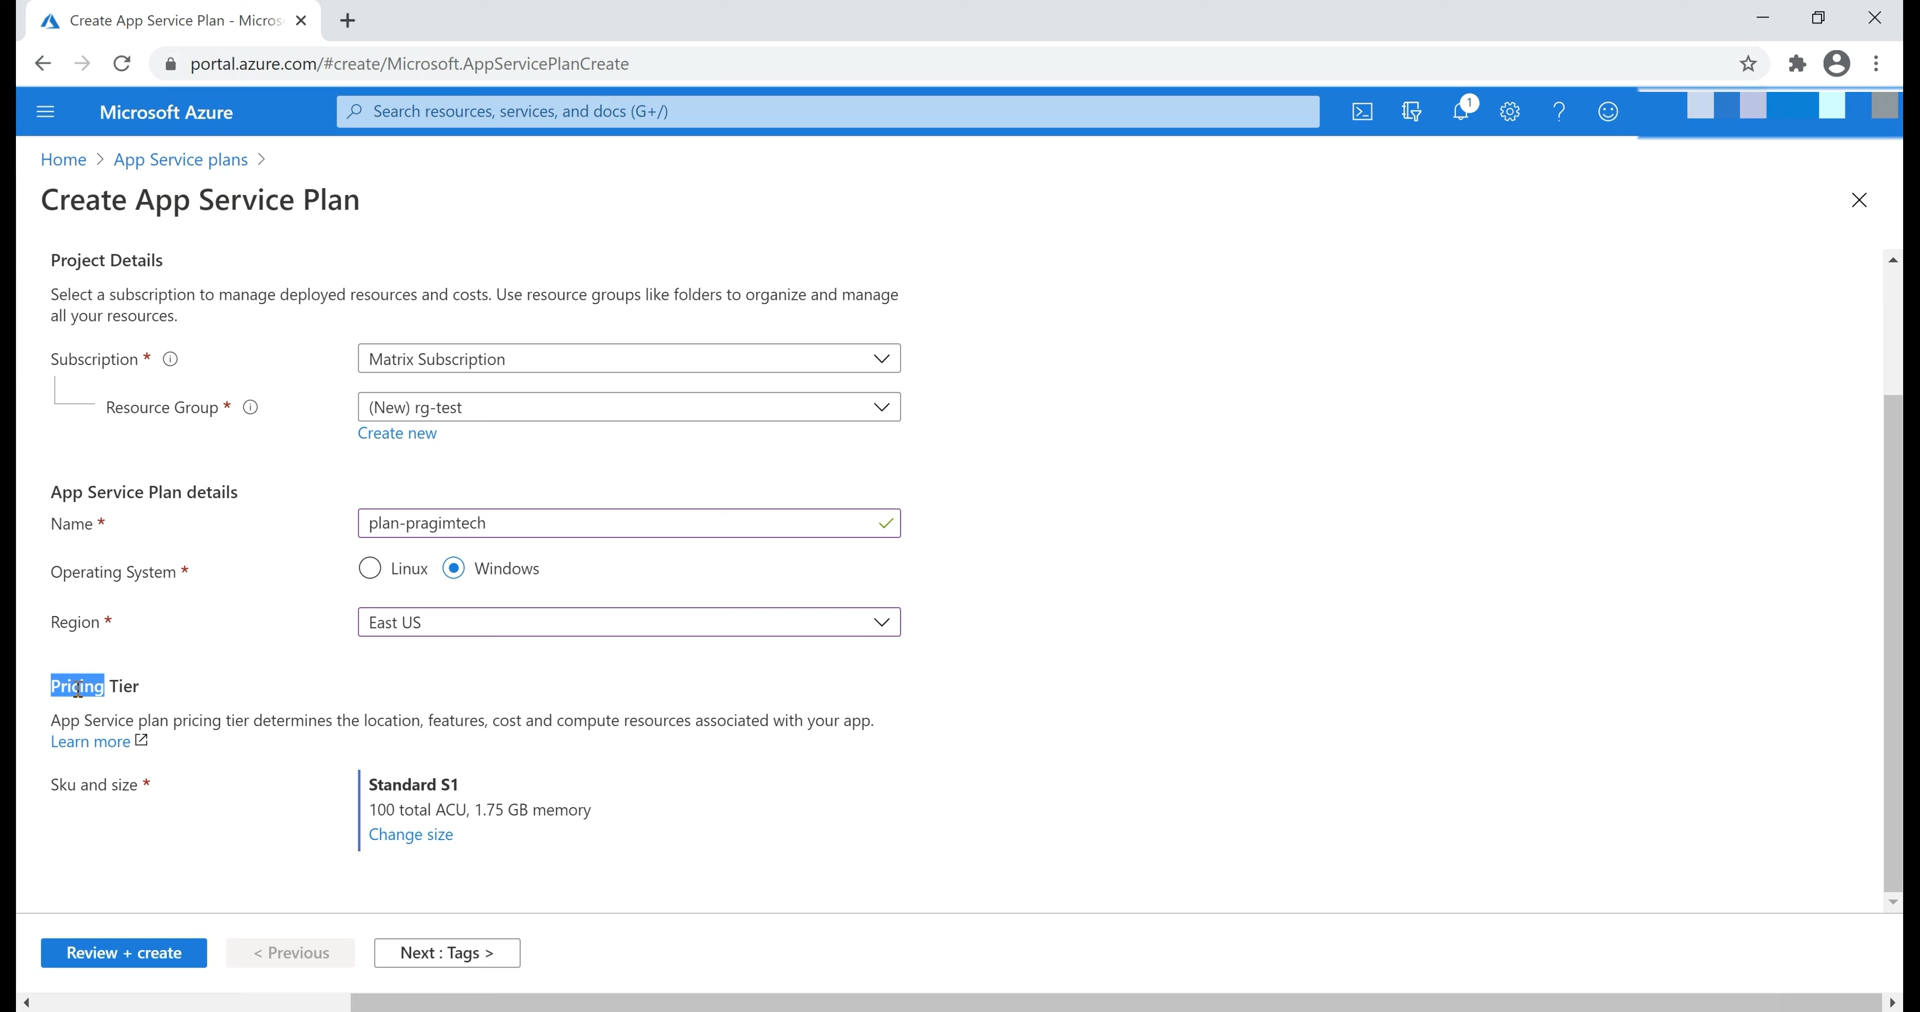 Create App Service Plan - Micros
portal.azure.com/#create/Microsoft.AppServicePlanCreate
Microsoft Azure
Search resources, services, and docs (G+/)
1
Home > App Service plans >
Create App Service Plan
Project Details
Select a subscription to manage deployed resources and costs. Use resource groups like folders to organize and manage
all your resources.
Subscription * Matrix Subscription
Resource Group * (New) rg-test
Create new
App Service Plan details
Name * plan-pragimtech
Operating System * Linux Windows
Region * East US
Pricing Tier
App Service plan pricing tier determines the location, features, cost and compute resources associated with your app.
Learn more
Sku and size * Standard S1
100 total ACU, 1.75 GB memory
Change size
Review + create < Previous Next : Tags >